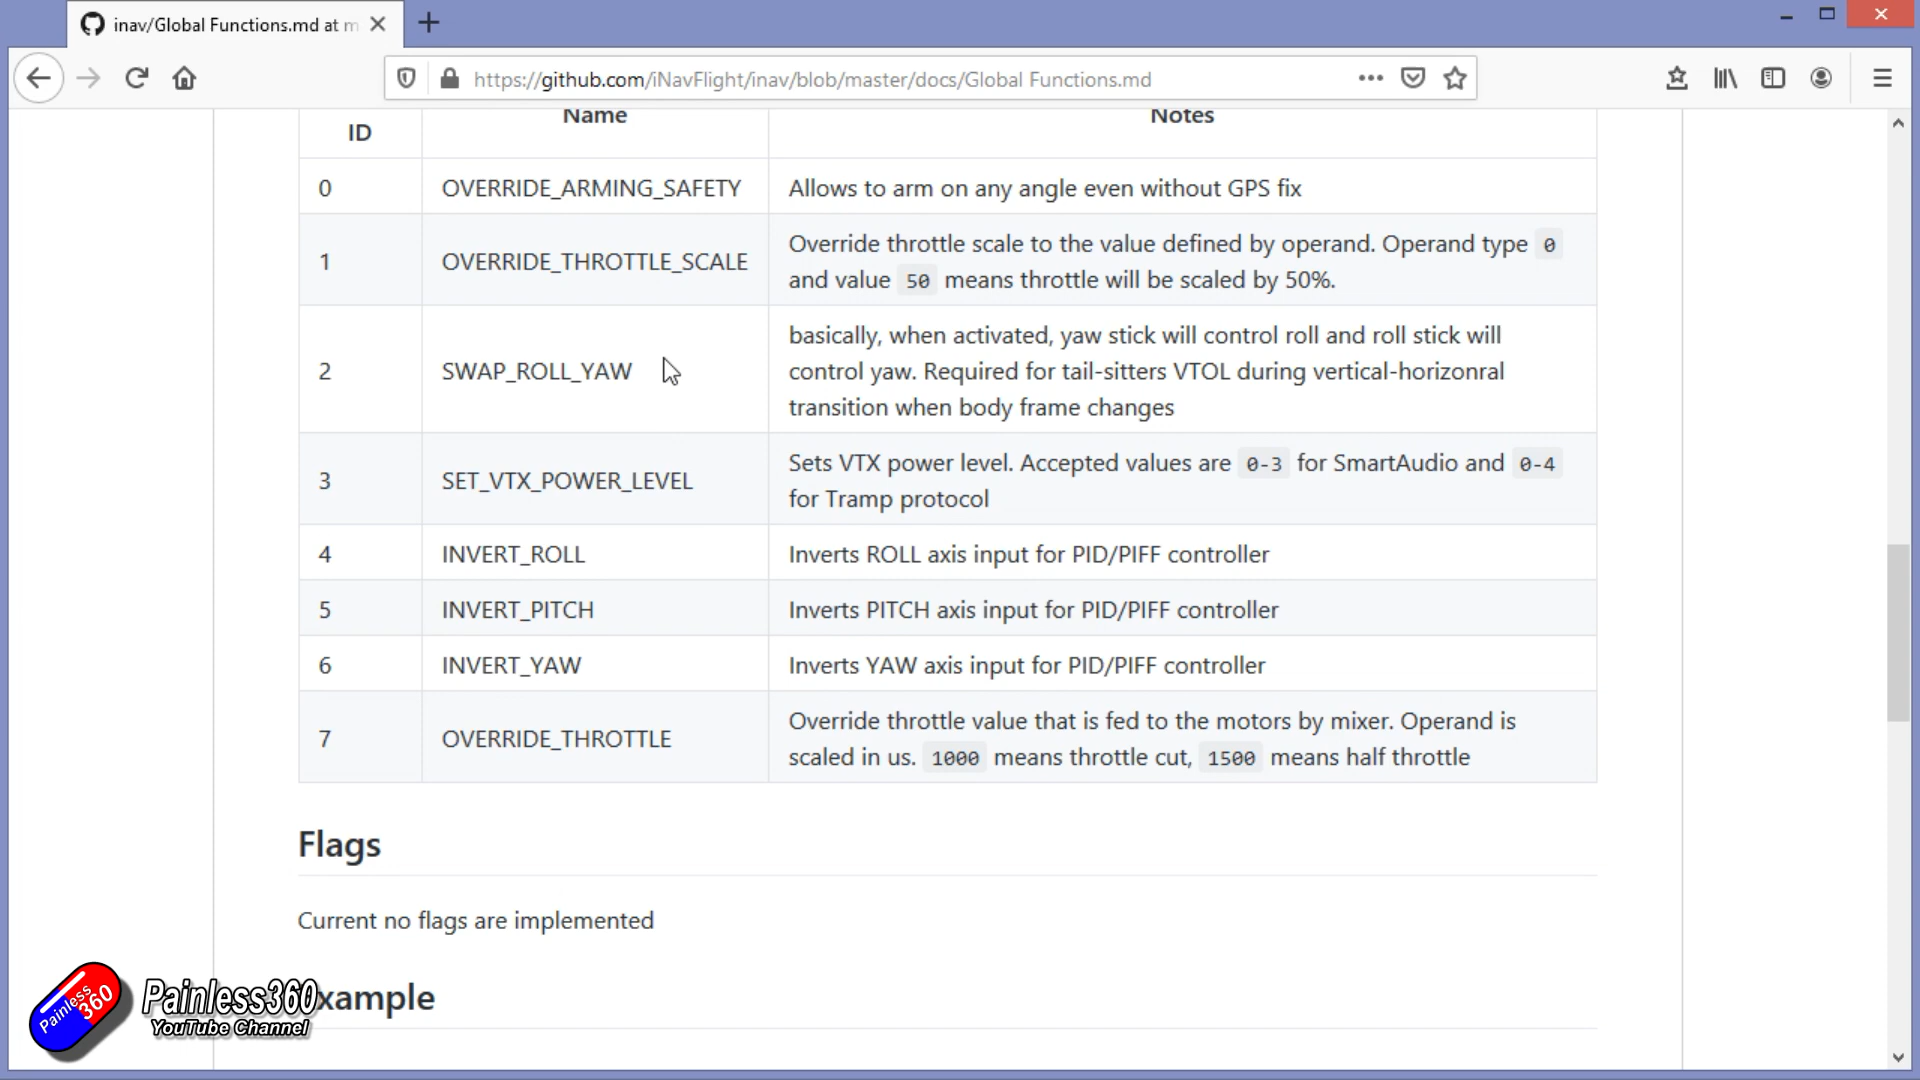 inav/Global Functions.md at m
https://github.com/iNavFlight/inav/blob/master/docs/Global Functions.md
ID
Name
Notes
0
OVERRIDE_ARMING_SAFETY
Allows to arm on any angle even without GPS fix
1
OVERRIDE_THROTTLE_SCALE
Override throttle scale to the value defined by operand. Operand type 0
and value 50 means throttle will be scaled by 50%.
2
SWAP_ROLL_YAW
basically, when activated, yaw stick will control roll and roll stick will
control yaw. Required for tail-sitters VTOL during vertical-horizonral
transition when body frame changes
3
SET_VTX_POWER_LEVEL
Sets VTX power level. Accepted values are 0-3 for SmartAudio and 0-4
for Tramp protocol
4
INVERT_ROLL
Inverts ROLL axis input for PID/PIFF controller
5
INVERT_PITCH
Inverts PITCH axis input for PID/PIFF controller
6
INVERT_YAW
Inverts YAW axis input for PID/PIFF controller
7
OVERRIDE_THROTTLE
Override throttle value that is fed to the motors by mixer. Operand is
scaled in us. 1000 means throttle cut, 1500 means half throttle
Flags
Current no flags are implemented
xample
Painless
360
Painless360
YouTube Channel